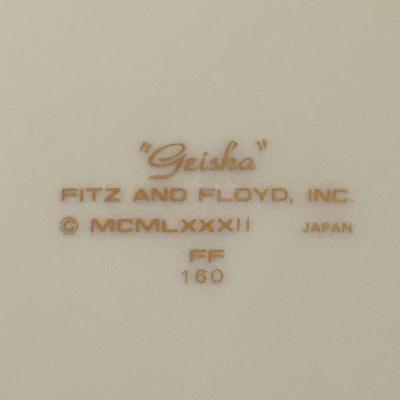 "Geisha"
FITZ AND FLOYD, INC.
© MCMLXXXII JAPAN
FF
160